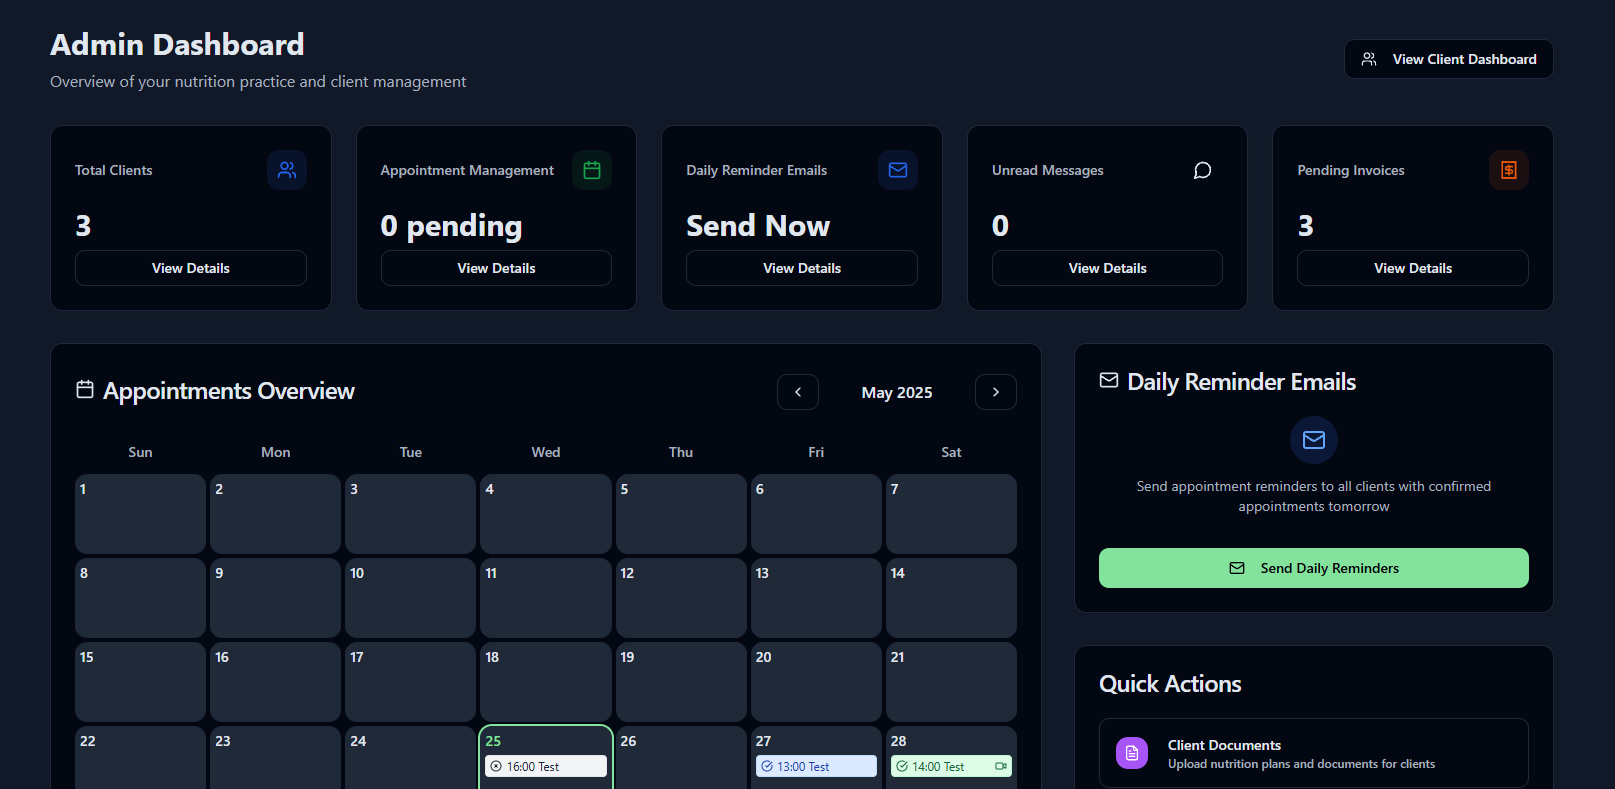 Admin Dashboard
Overview of your nutrition practice and client management
View Client Dashboard
Total Clients
3
View Details
Appointment Management
0 pending
View Details
Daily Reminder Emails
Send Now
View Details
Unread Messages
0
View Details
Pending Invoices
3
View Details
Appointments Overview
May 2025
Sun Mon Tue Wed Thu Fri Sat
1 2 3 4 5 6 7
8 9 10 11 12 13 14
15 16 17 18 19 20 21
22 23 24 25 26 27 28
16:00 Test
13:00 Test
14:00 Test
Daily Reminder Emails
Send appointment reminders to all clients with confirmed
appointments tomorrow
Send Daily Reminders
Quick Actions
Client Documents
Upload nutrition plans and documents for clients